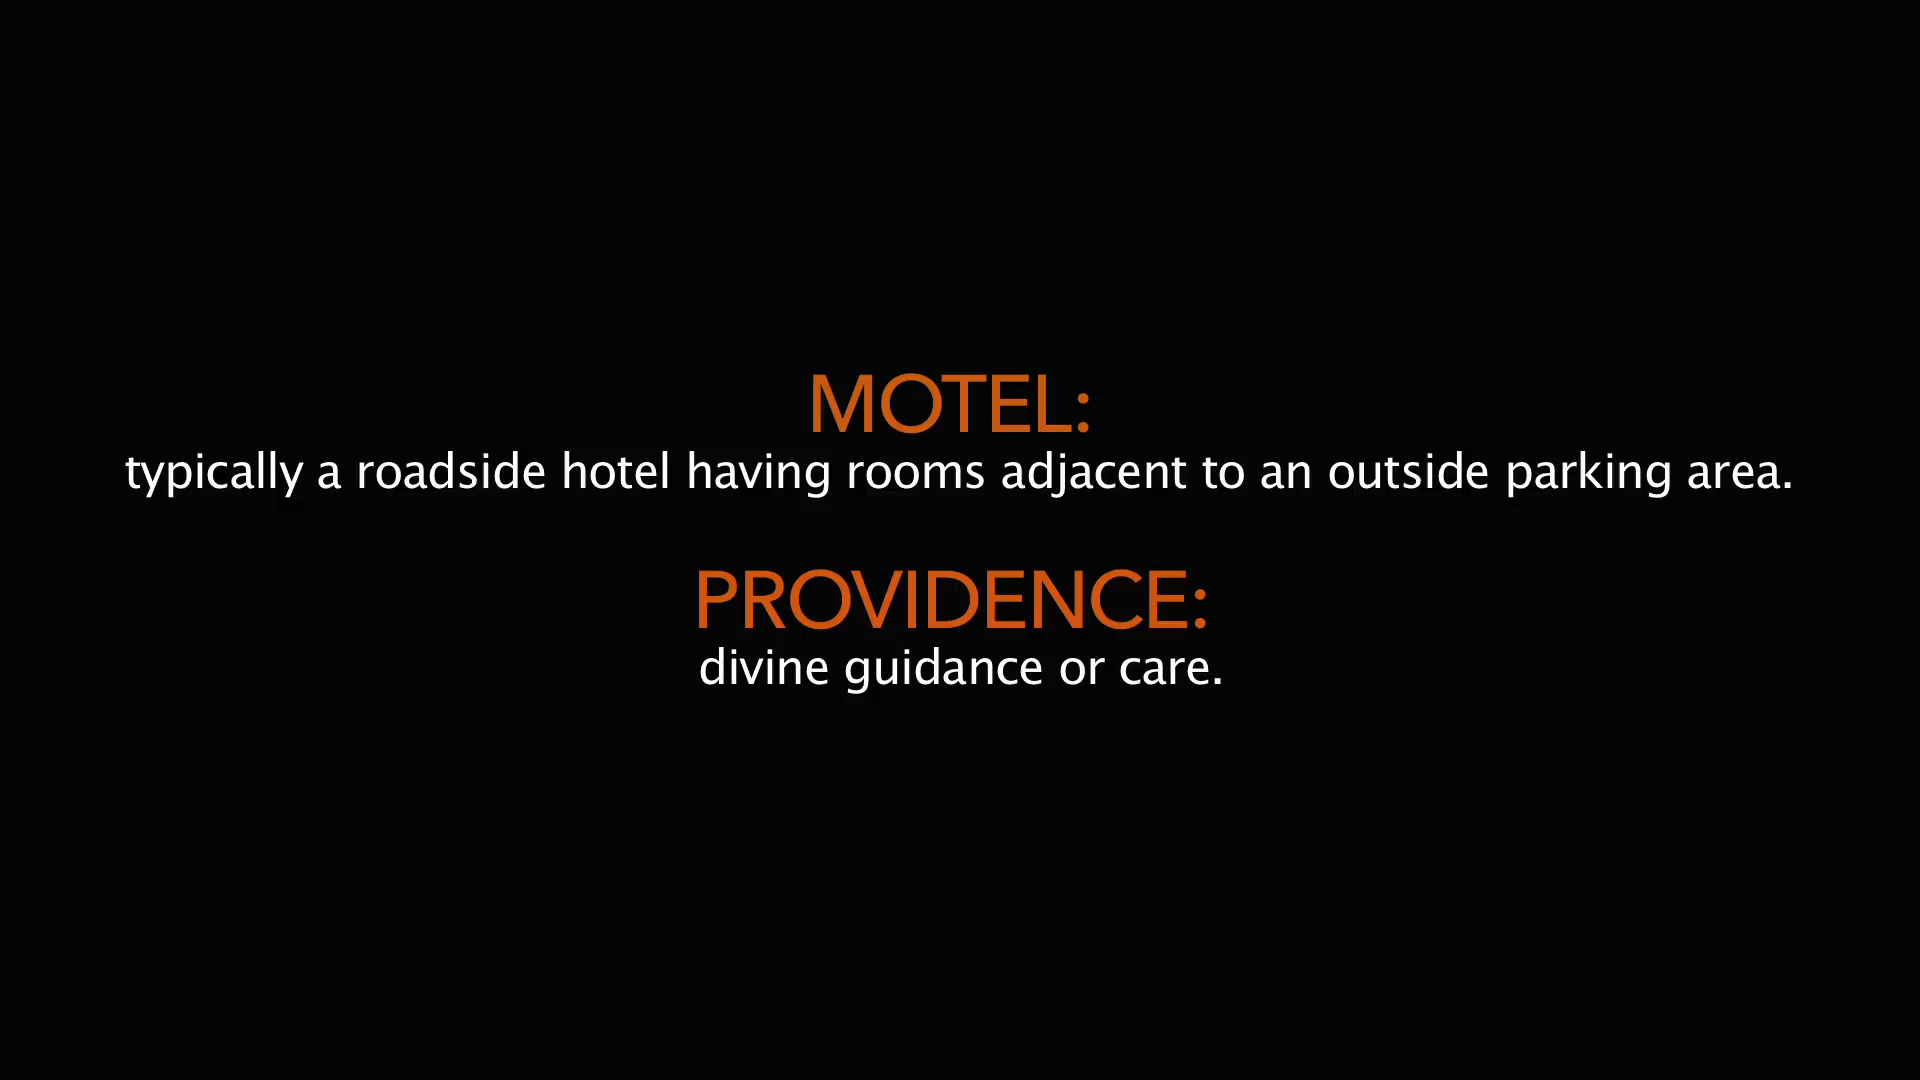 MOTEL:
typically a roadside hotel having rooms adjacent to an outside parking area.
PROVIDENCE:
divine guidance or care.